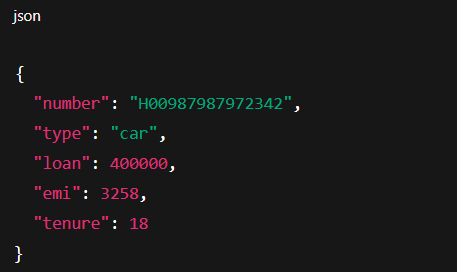 json
{
"number": "H00987987972342",
"type": "car",
"loan": 400000,
"emi": 3258,
"tenure": 18
}